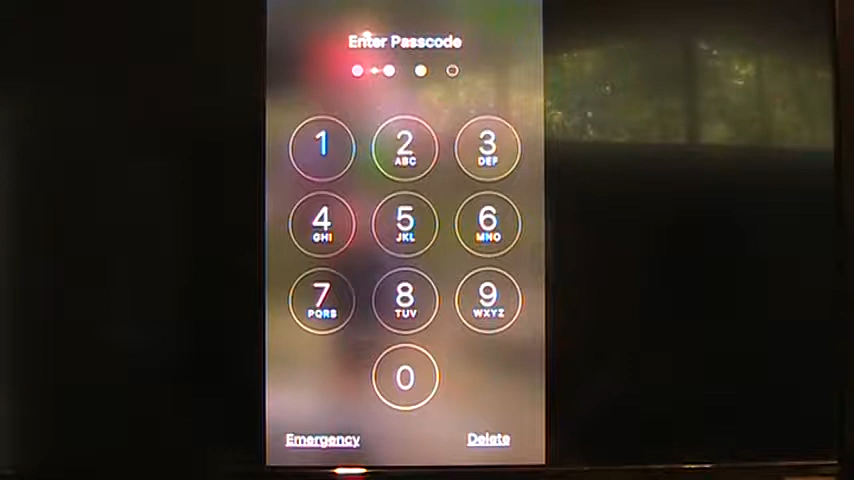 Enter Passcode
1
2
ABC
3
DEF
4
GHI
5
JKL
6
MNO
7
PQRS
8
TUV
9
WXYZ
0
Emergency
Delete